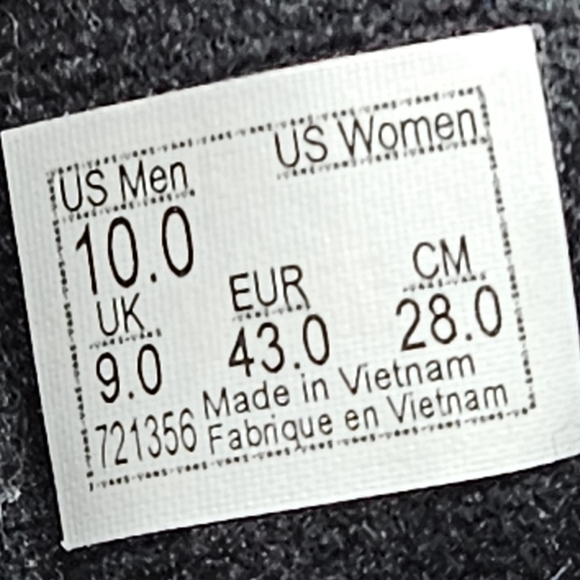 US Men US Women
10.0
UK EUR CM
9.0 43.0 28.0
721356 Made in Vietnam
Fabrique en Vietnam